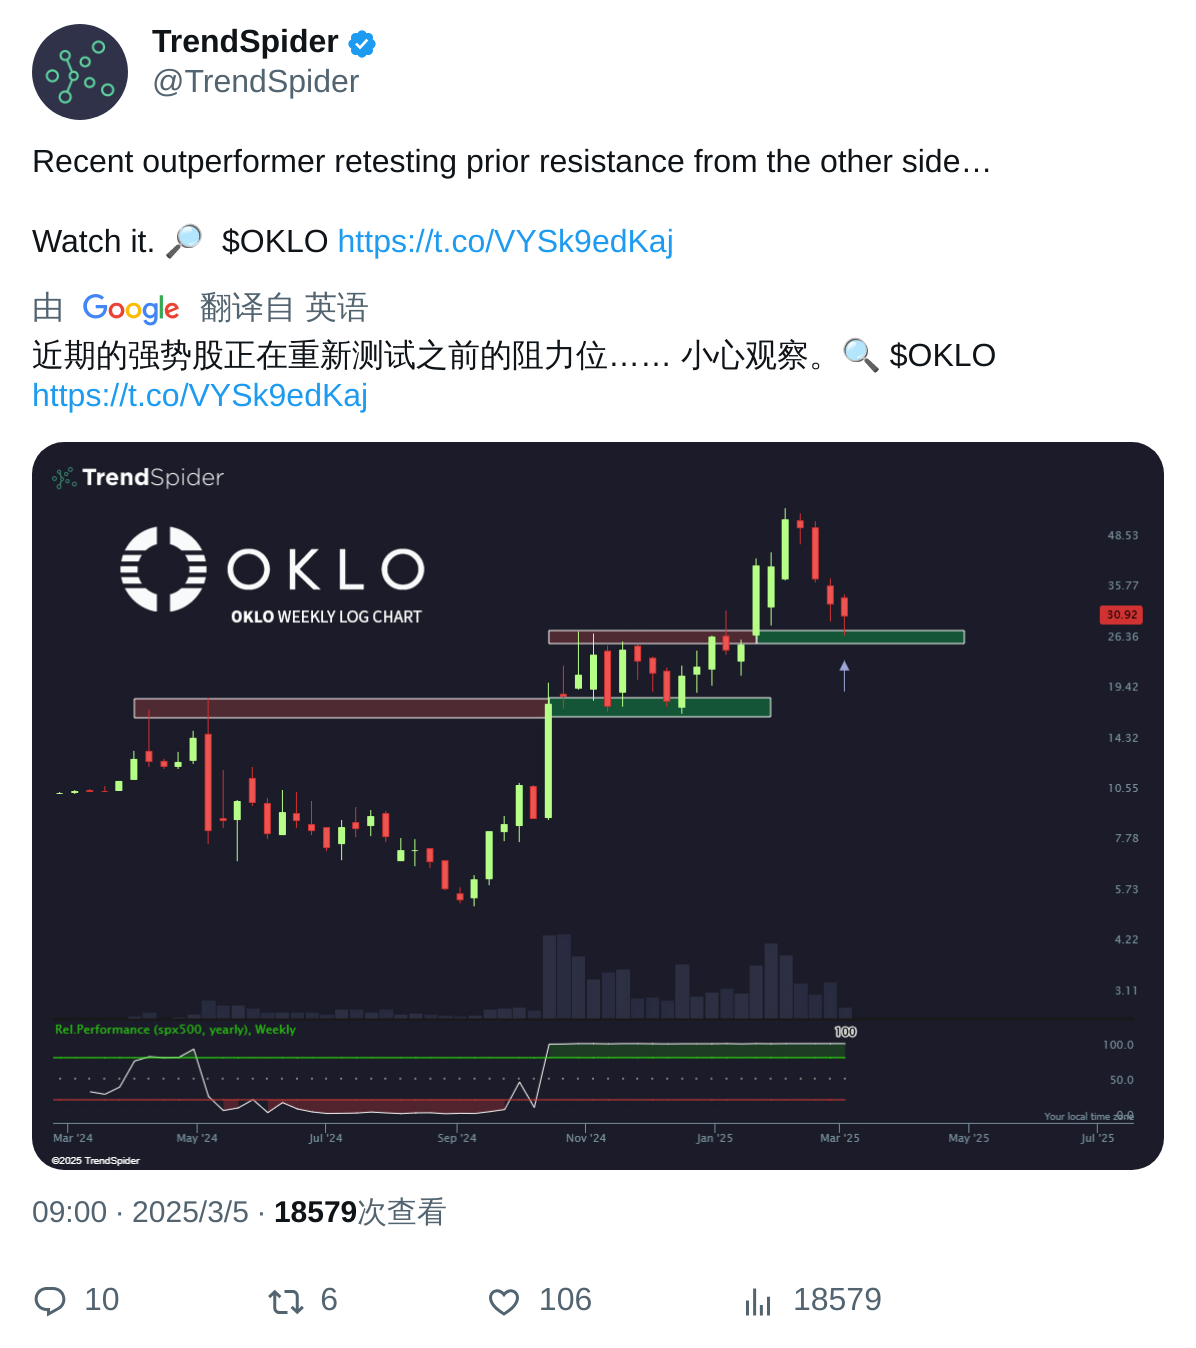 TrendSpider
@TrendSpider
Recent outperformer retesting prior resistance from the other side…
Watch it. 🔎 $OKLO https://t.co/VYSk9edKaj
由 Google 翻译自 英语
近期的强势股正在重新测试之前的阻力位…… 小心观察。🔍 $OKLO
https://t.co/VYSk9edKaj
TrendSpider
OKLO
OKLO WEEKLY LOG CHART
48.53
35.77
30.92
26.36
19.42
14.32
10.55
7.78
5.73
4.22
3.11
Rel.Performance (spx500, yearly), Weekly
100
100.0
50.0
0.0
Your local time zone
Mar '24 May '24 Jul '24 Sep '24 Nov '24 Jan '25 Mar '25 May '25 Jul '25
©2025 TrendSpider
09:00 · 2025/3/5 · 18579次查看
10 6 106 18579